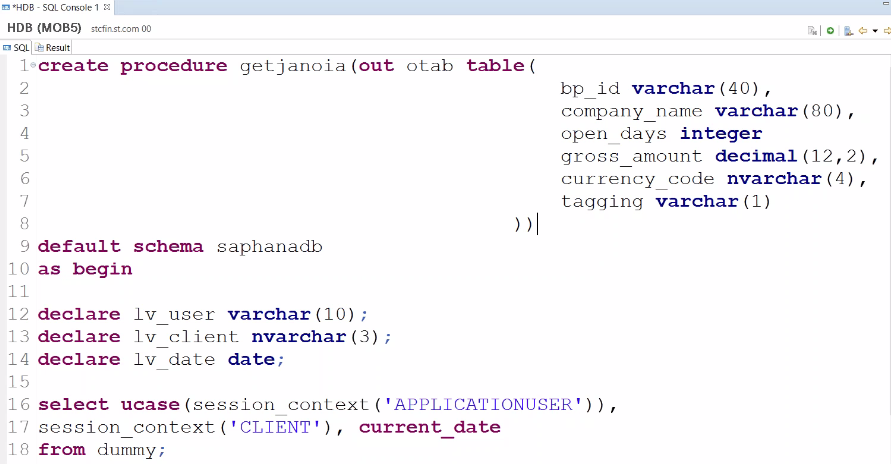 *HDB - SQL Console 1
HDB (MOB5) stcfin.st.com 00
SQL Result
1 create procedure getjanoia(out otab table(
2 bp_id varchar(40),
3 company_name varchar(80),
4 open_days integer
5 gross_amount decimal(12,2),
6 currency_code nvarchar(4),
7 tagging varchar(1)
8 ))
9 default schema saphanadb
10 as begin
11
12 declare lv_user varchar(10);
13 declare lv_client nvarchar(3);
14 declare lv_date date;
15
16 select ucase(session_context('APPLICATIONUSER')),
17 session_context('CLIENT'), current_date
18 from dummy;